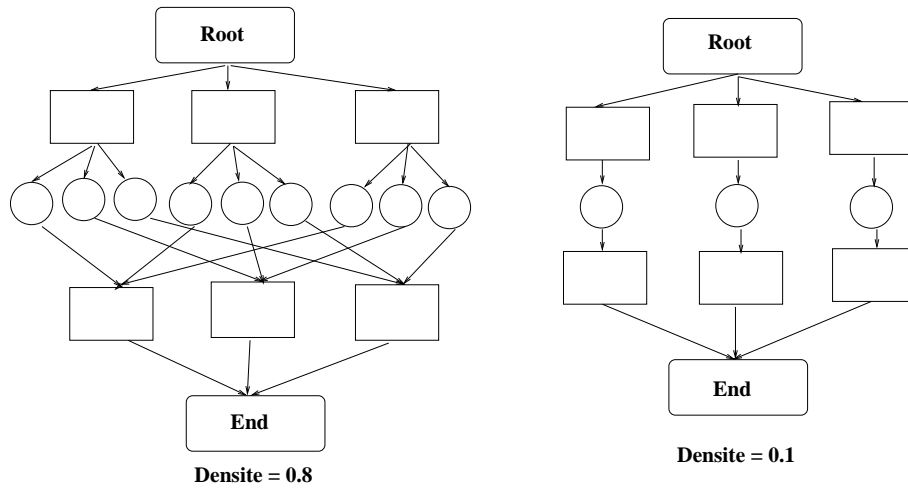 Root
End
Densite = 0.8
Root
End
Densite = 0.1